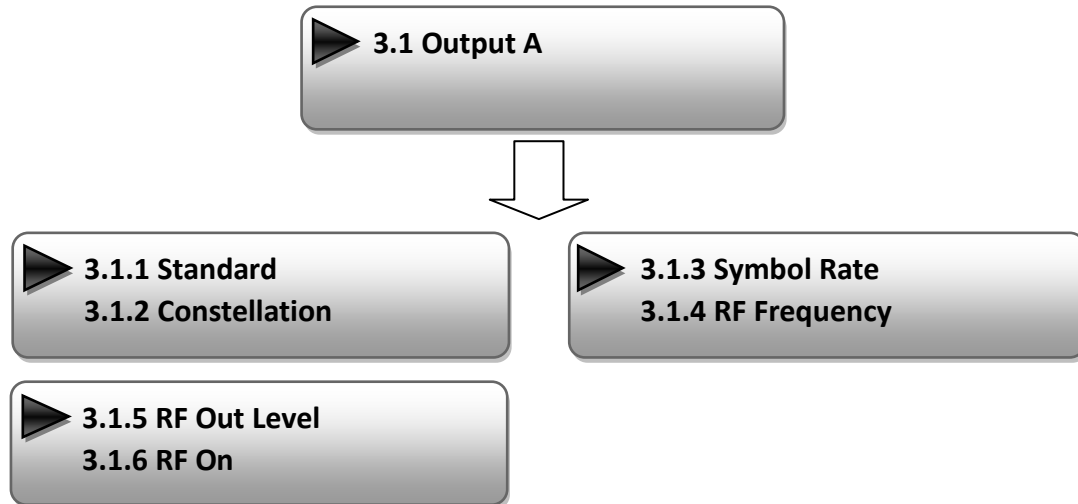 3.1 Output A
3.1.1 Standard
3.1.2 Constellation
3.1.3 Symbol Rate
3.1.4 RF Frequency
3.1.5 RF Out Level
3.1.6 RF On